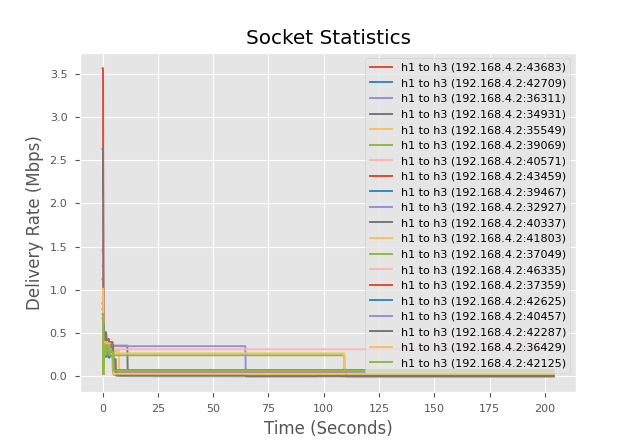 Socket Statistics
h1 to h3 (192.168.4.2:43683)
h1 to h3 (192.168.4.2:42709)
h1 to h3 (192.168.4.2:36311)
h1 to h3 (192.168.4.2:34931)
h1 to h3 (192.168.4.2:35549)
h1 to h3 (192.168.4.2:39069)
h1 to h3 (192.168.4.2:40571)
h1 to h3 (192.168.4.2:43459)
h1 to h3 (192.168.4.2:39467)
h1 to h3 (192.168.4.2:32927)
h1 to h3 (192.168.4.2:40337)
h1 to h3 (192.168.4.2:41803)
h1 to h3 (192.168.4.2:37049)
h1 to h3 (192.168.4.2:46335)
h1 to h3 (192.168.4.2:37359)
h1 to h3 (192.168.4.2:42625)
h1 to h3 (192.168.4.2:40457)
h1 to h3 (192.168.4.2:42287)
h1 to h3 (192.168.4.2:36429)
h1 to h3 (192.168.4.2:42125)
Delivery Rate (Mbps)
3.5
3.0
2.5
2.0
1.5
1.0
0.5
0.0
0 25 50 75 100 125 150 175 200
Time (Seconds)